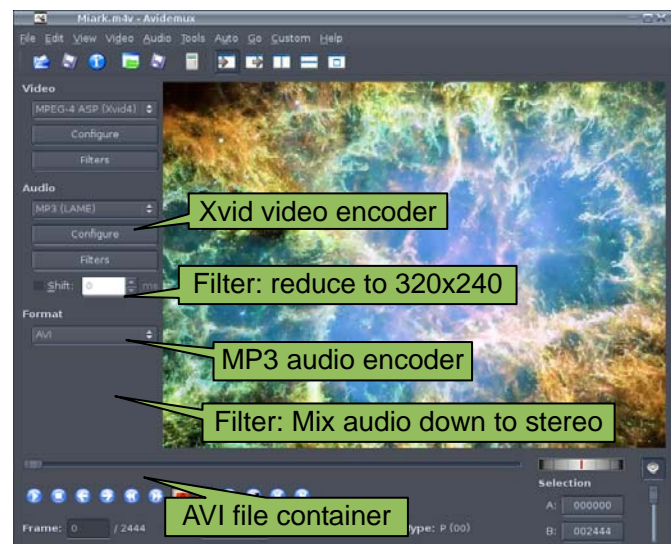 Miark.m4v - Avidemux
File Edit View Video Audio Tools Auto Go Custom Help
Video
MPEG-4 ASP (Xvid4)
Configure
Filters
Audio
MP3 (LAME)
Xvid video encoder
Configure
Filters
Shift: 0 ms
Filter: reduce to 320x240
Format
AVI
MP3 audio encoder
Filter: Mix audio down to stereo
Selection
AVI file container
A: 000000
Frame: 0 / 2444
Type: P (00)
B: 002444